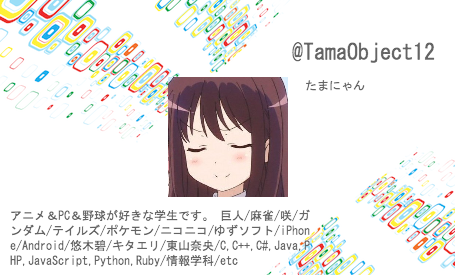 @TamaObject12
たまにゃん
アニメ＆PC＆野球が好きな学生です。 巨人/麻雀/咲/ガ
ンダム/テイルズ/ポケモン/ニコニコ/ゆずソフト/iPhon
e/Android/悠木碧/キタエリ/東山奈央/C,C++,C#,Java,P
HP,JavaScript,Python,Ruby/情報学科/etc